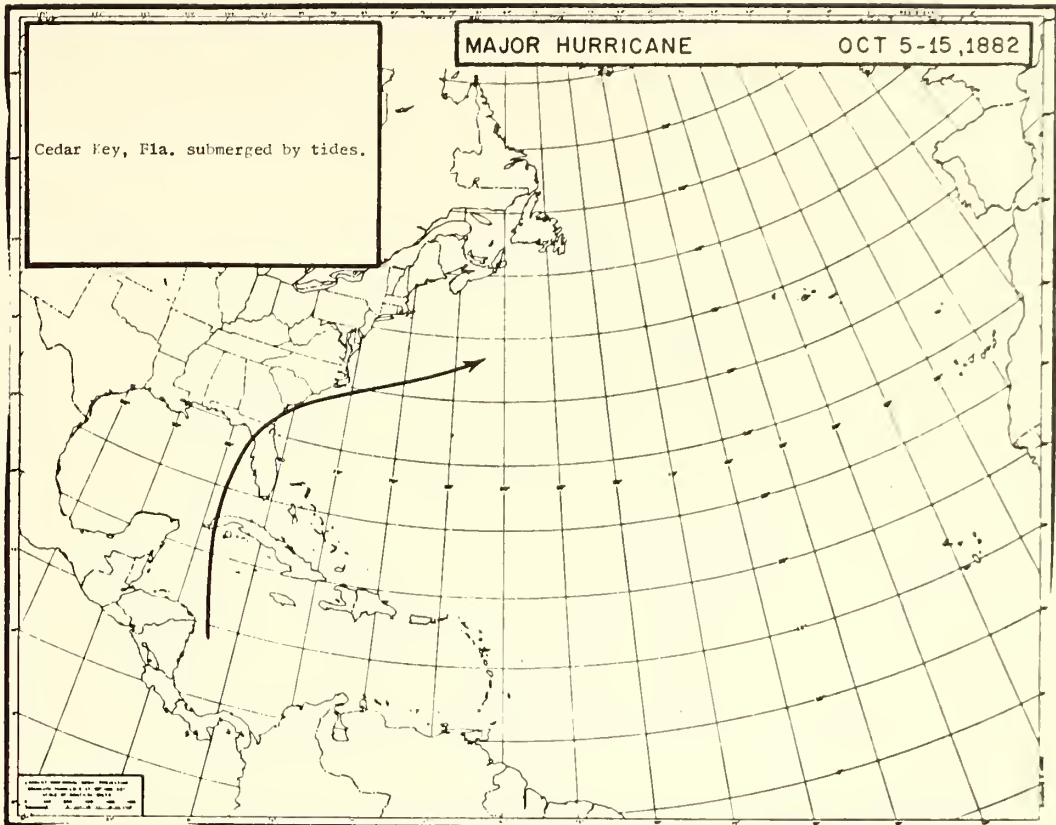 MAJOR HURRICANE OCT 5-15,1882
Cedar Key, Fla. submerged by tides.